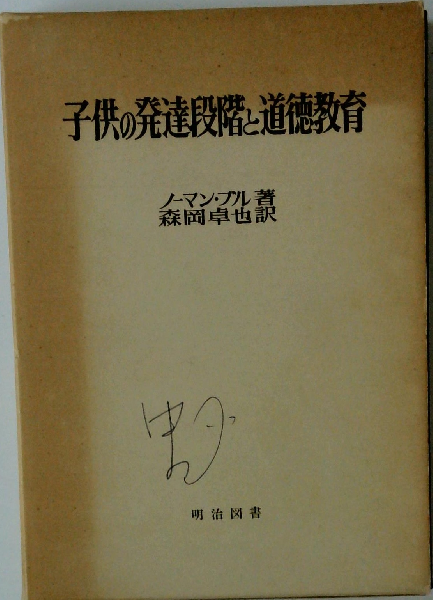 子供の発達段階と道徳教育
ノーマン・ブル著
森岡卓也訳
明治図書